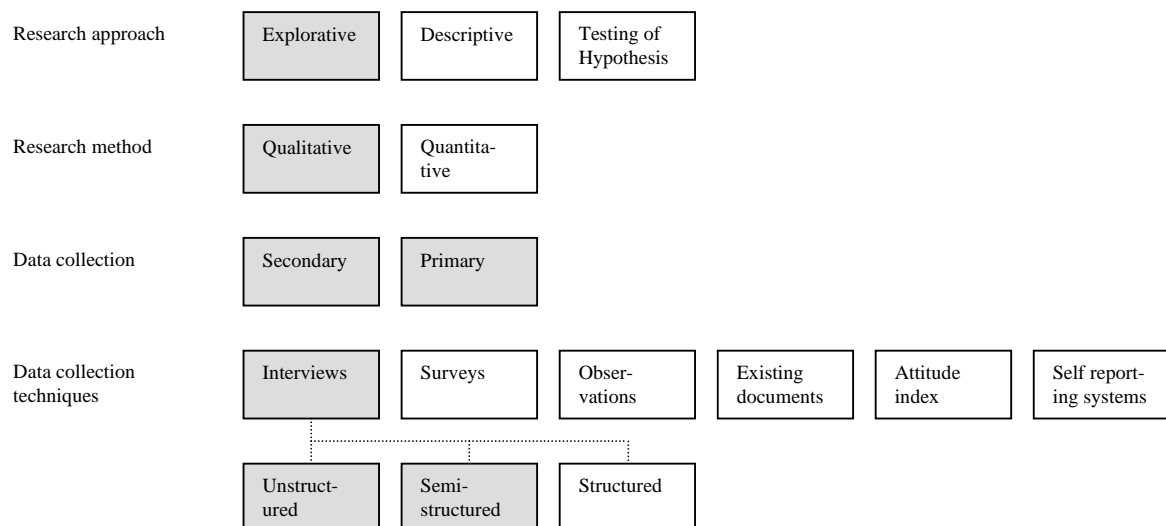 Research approach
Explorative
Descriptive
Testing of
Hypothesis
Research method
Qualitative
Quantita-
tive
Data collection
Secondary
Primary
Data collection
techniques
Interviews
Surveys
Obser-
vations
Existing
documents
Attitude
index
Self report-
ing systems
Unstruct-
ured
Semi-
structured
Structured